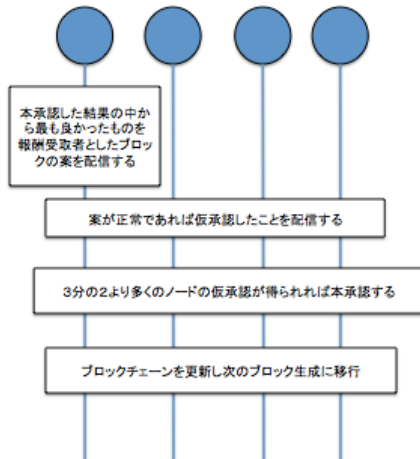 本承認した結果の中か
ら最も良かったものを
報酬受取者としたブロッ
クの案を配信する
案が正常であれば仮承認したことを配信する
3分の2より多くのノードの仮承認が得られれば本承認する
ブロックチェーンを更新し次のブロック生成に移行